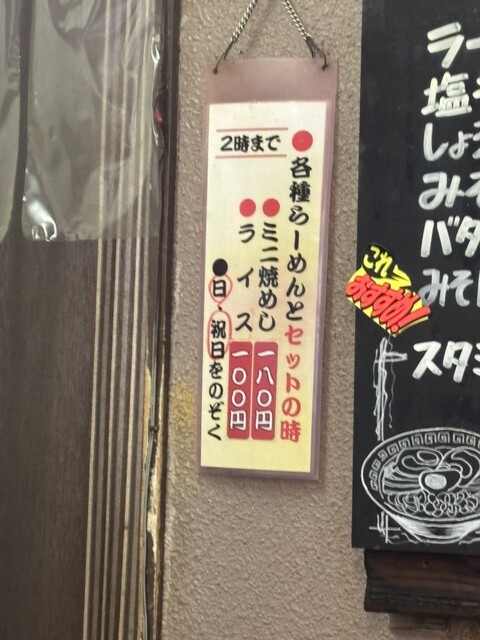 2時まで
●各種らーめんとセットの時
●ミニ焼めし 一八〇円
●ライス 一〇〇円
●日・祝日をのぞく
ラー
塩
しょう
みそ
バタ
みそ
スタミ
これ
おすすめ!